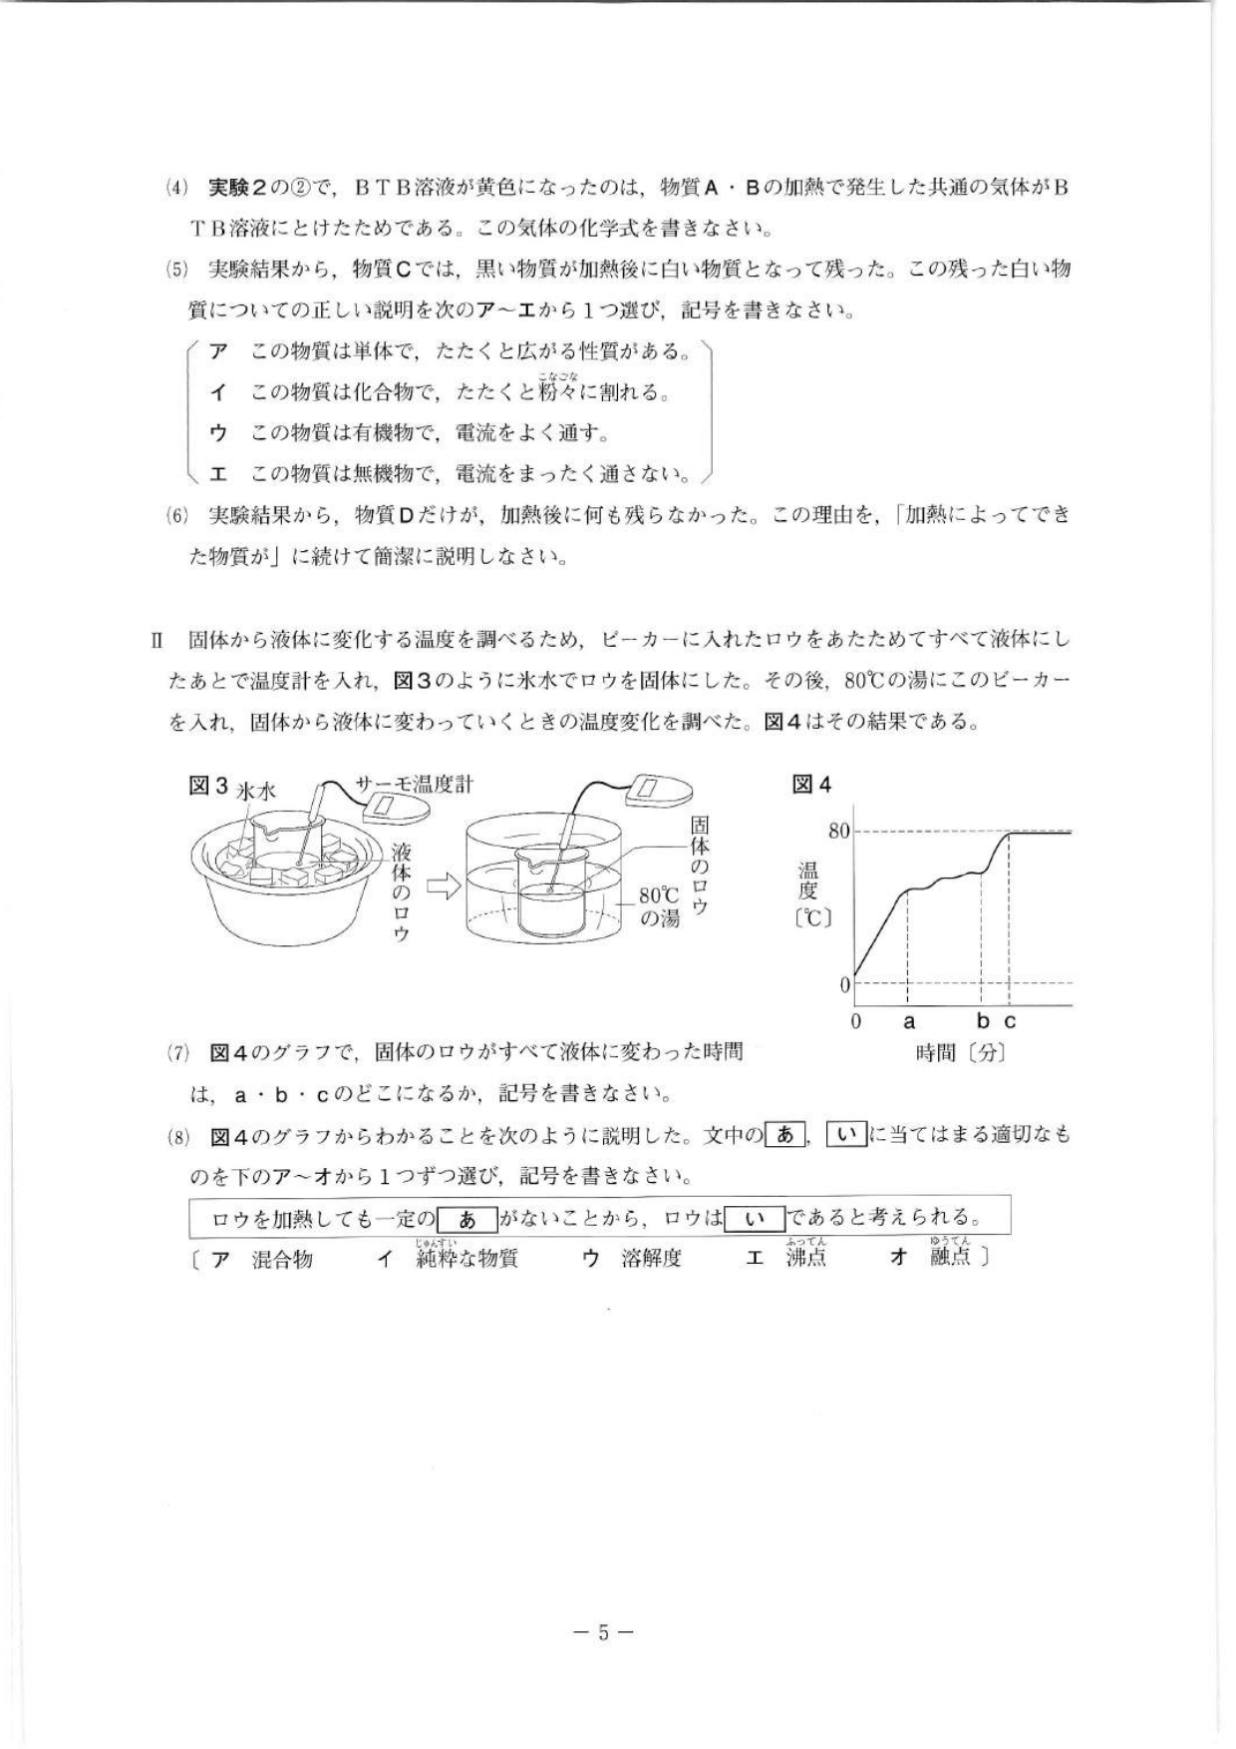 (4) 実験2の②で，BTB溶液が黄色になったのは，物質A・Bの加熱で発生した共通の気体がB
TB溶液にとけたためである。この気体の化学式を書きなさい。
(5) 実験結果から，物質Cでは，黒い物質が加熱後に白い物質となって残った。この残った白い物
質についての正しい説明を次のア〜エから1つ選び，記号を書きなさい。
ア この物質は単体で，たたくと広がる性質がある。
こなごな
イ この物質は化合物で，たたくと粉々に割れる。
ウ この物質は有機物で，電流をよく通す。
エ この物質は無機物で，電流をまったく通さない。
(6) 実験結果から，物質Dだけが，加熱後に何も残らなかった。この理由を，「加熱によってでき
た物質が」に続けて簡潔に説明しなさい。
Ⅱ 固体から液体に変化する温度を調べるため，ビーカーに入れたロウをあたためてすべて液体にし
たあとで温度計を入れ，図3のように氷水でロウを固体にした。その後，80℃の湯にこのビーカー
を入れ，固体から液体に変わっていくときの温度変化を調べた。図4はその結果である。
図3
氷水
サーモ温度計
液体のロウ
固体のロウ
80℃
の湯
図4
80
温度
〔℃〕
0
0 a b c
時間〔分〕
(7) 図4のグラフで，固体のロウがすべて液体に変わった時間
は，a・b・cのどこになるか，記号を書きなさい。
(8) 図4のグラフからわかることを次のように説明した。文中の あ ， い に当てはまる適切なも
のを下のア〜オから1つずつ選び，記号を書きなさい。
ロウを加熱しても一定の あ がないことから，ロウは い であると考えられる。
じゅんすい ふってん ゆうてん
〔 ア 混合物 イ 純粋な物質 ウ 溶解度 エ 沸点 オ 融点 〕
－ 5 －